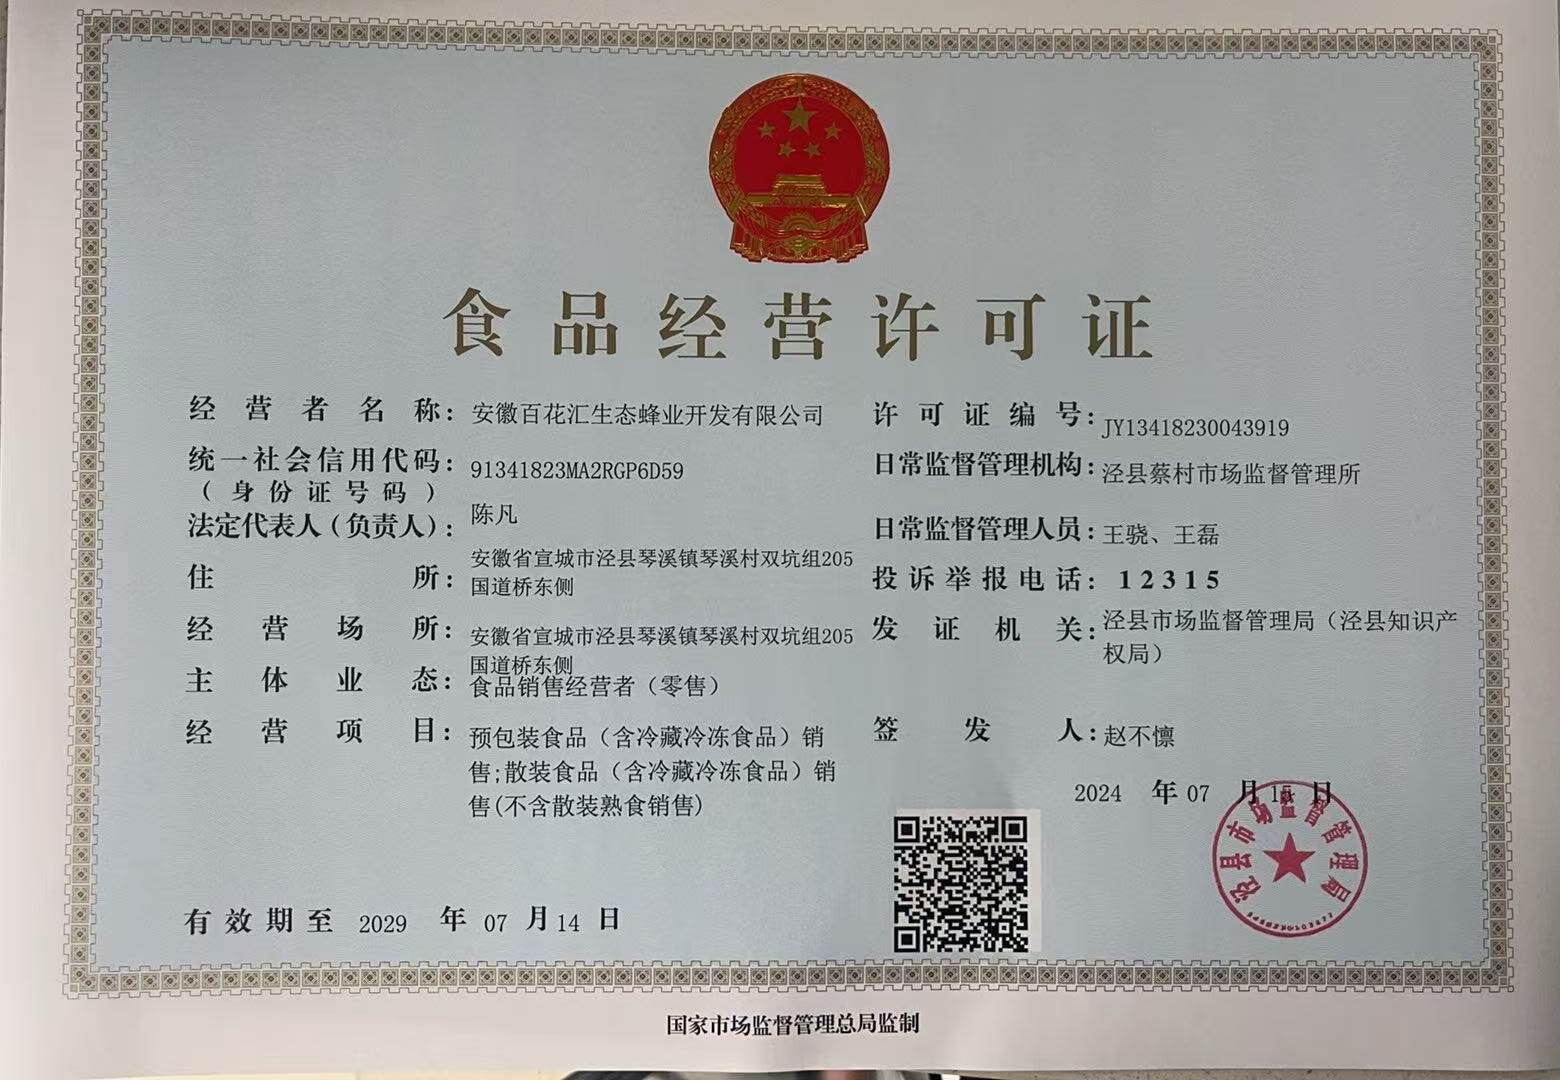 食品经营许可证
经营者名称：安徽百花汇生态蜂业开发有限公司
统一社会信用代码：91341823MA2RGP6D59
（身份证号码）
法定代表人（负责人）：陈凡
住所：安徽省宣城市泾县琴溪镇琴溪村双坑组205
国道桥东侧
经营场所：安徽省宣城市泾县琴溪镇琴溪村双坑组205
国道桥东侧
主体业态：食品销售经营者（零售）
经营项目：预包装食品（含冷藏冷冻食品）销
售;散装食品（含冷藏冷冻食品）销
售(不含散装熟食销售)
有效期至 2029 年 07 月 14 日
许可证编号：JY13418230043919
日常监督管理机构：泾县蔡村市场监督管理所
日常监督管理人员：王骁、王磊
投诉举报电话：12315
发证机关：泾县市场监督管理局（泾县知识产
权局）
签发人：赵不懔
2024 年 07 月 15 日
泾县市场监督管理局
国家市场监督管理总局监制